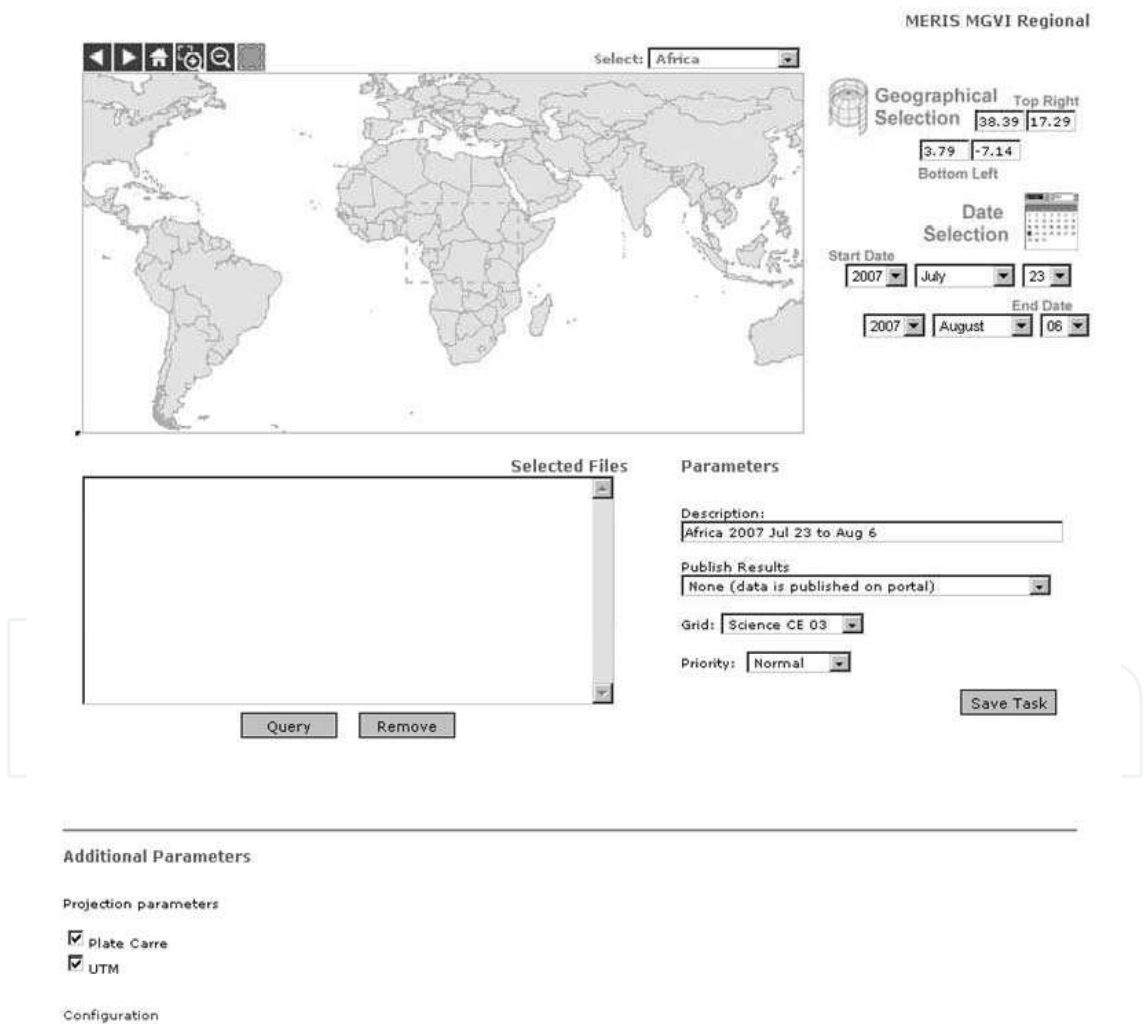 MERIS MGVI Regional
Select: Africa
Geographical
Selection
Top Right
38.39 17.29
3.79 -7.14
Bottom Left
Date
Selection
Start Date
2007 July 23
End Date
2007 August 06
Selected Files
Parameters
Description:
Africa 2007 Jul 23 to Aug 6
Publish Results
None (data is published on portal)
Grid: Science CE 03
Priority: Normal
Save Task
Query Remove
Additional Parameters
Projection parameters
Plate Carre
UTM
Configuration